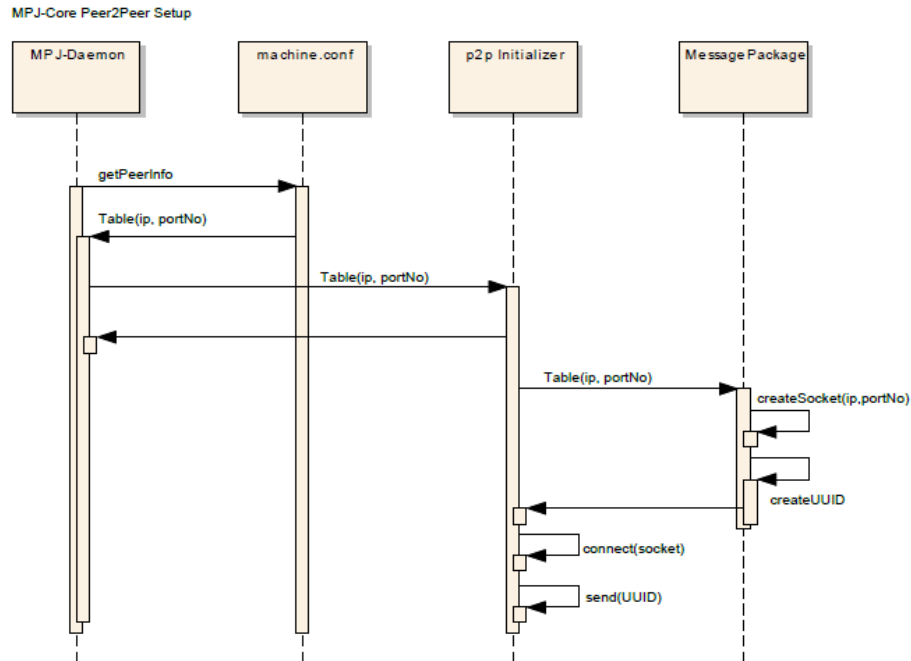 MPJ-Core Peer2Peer Setup
MPJ-Daemon
machine.conf
p2p Initializer
MessagePackage
getPeerInfo
Table(ip, portNo)
Table(ip, portNo)
Table(ip, portNo)
createSocket(ip,portNo)
createUUID
connect(socket)
send(UUID)